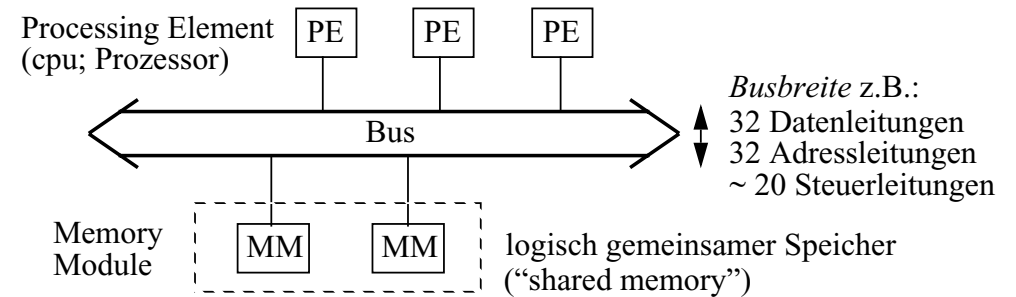 Processing Element
(cpu; Prozessor)
PE
PE
PE
Bus
Busbreite z.B.:
32 Datenleitungen
32 Adressleitungen
~ 20 Steuerleitungen
Memory
Module
MM
MM
logisch gemeinsamer Speicher
(“shared memory”)